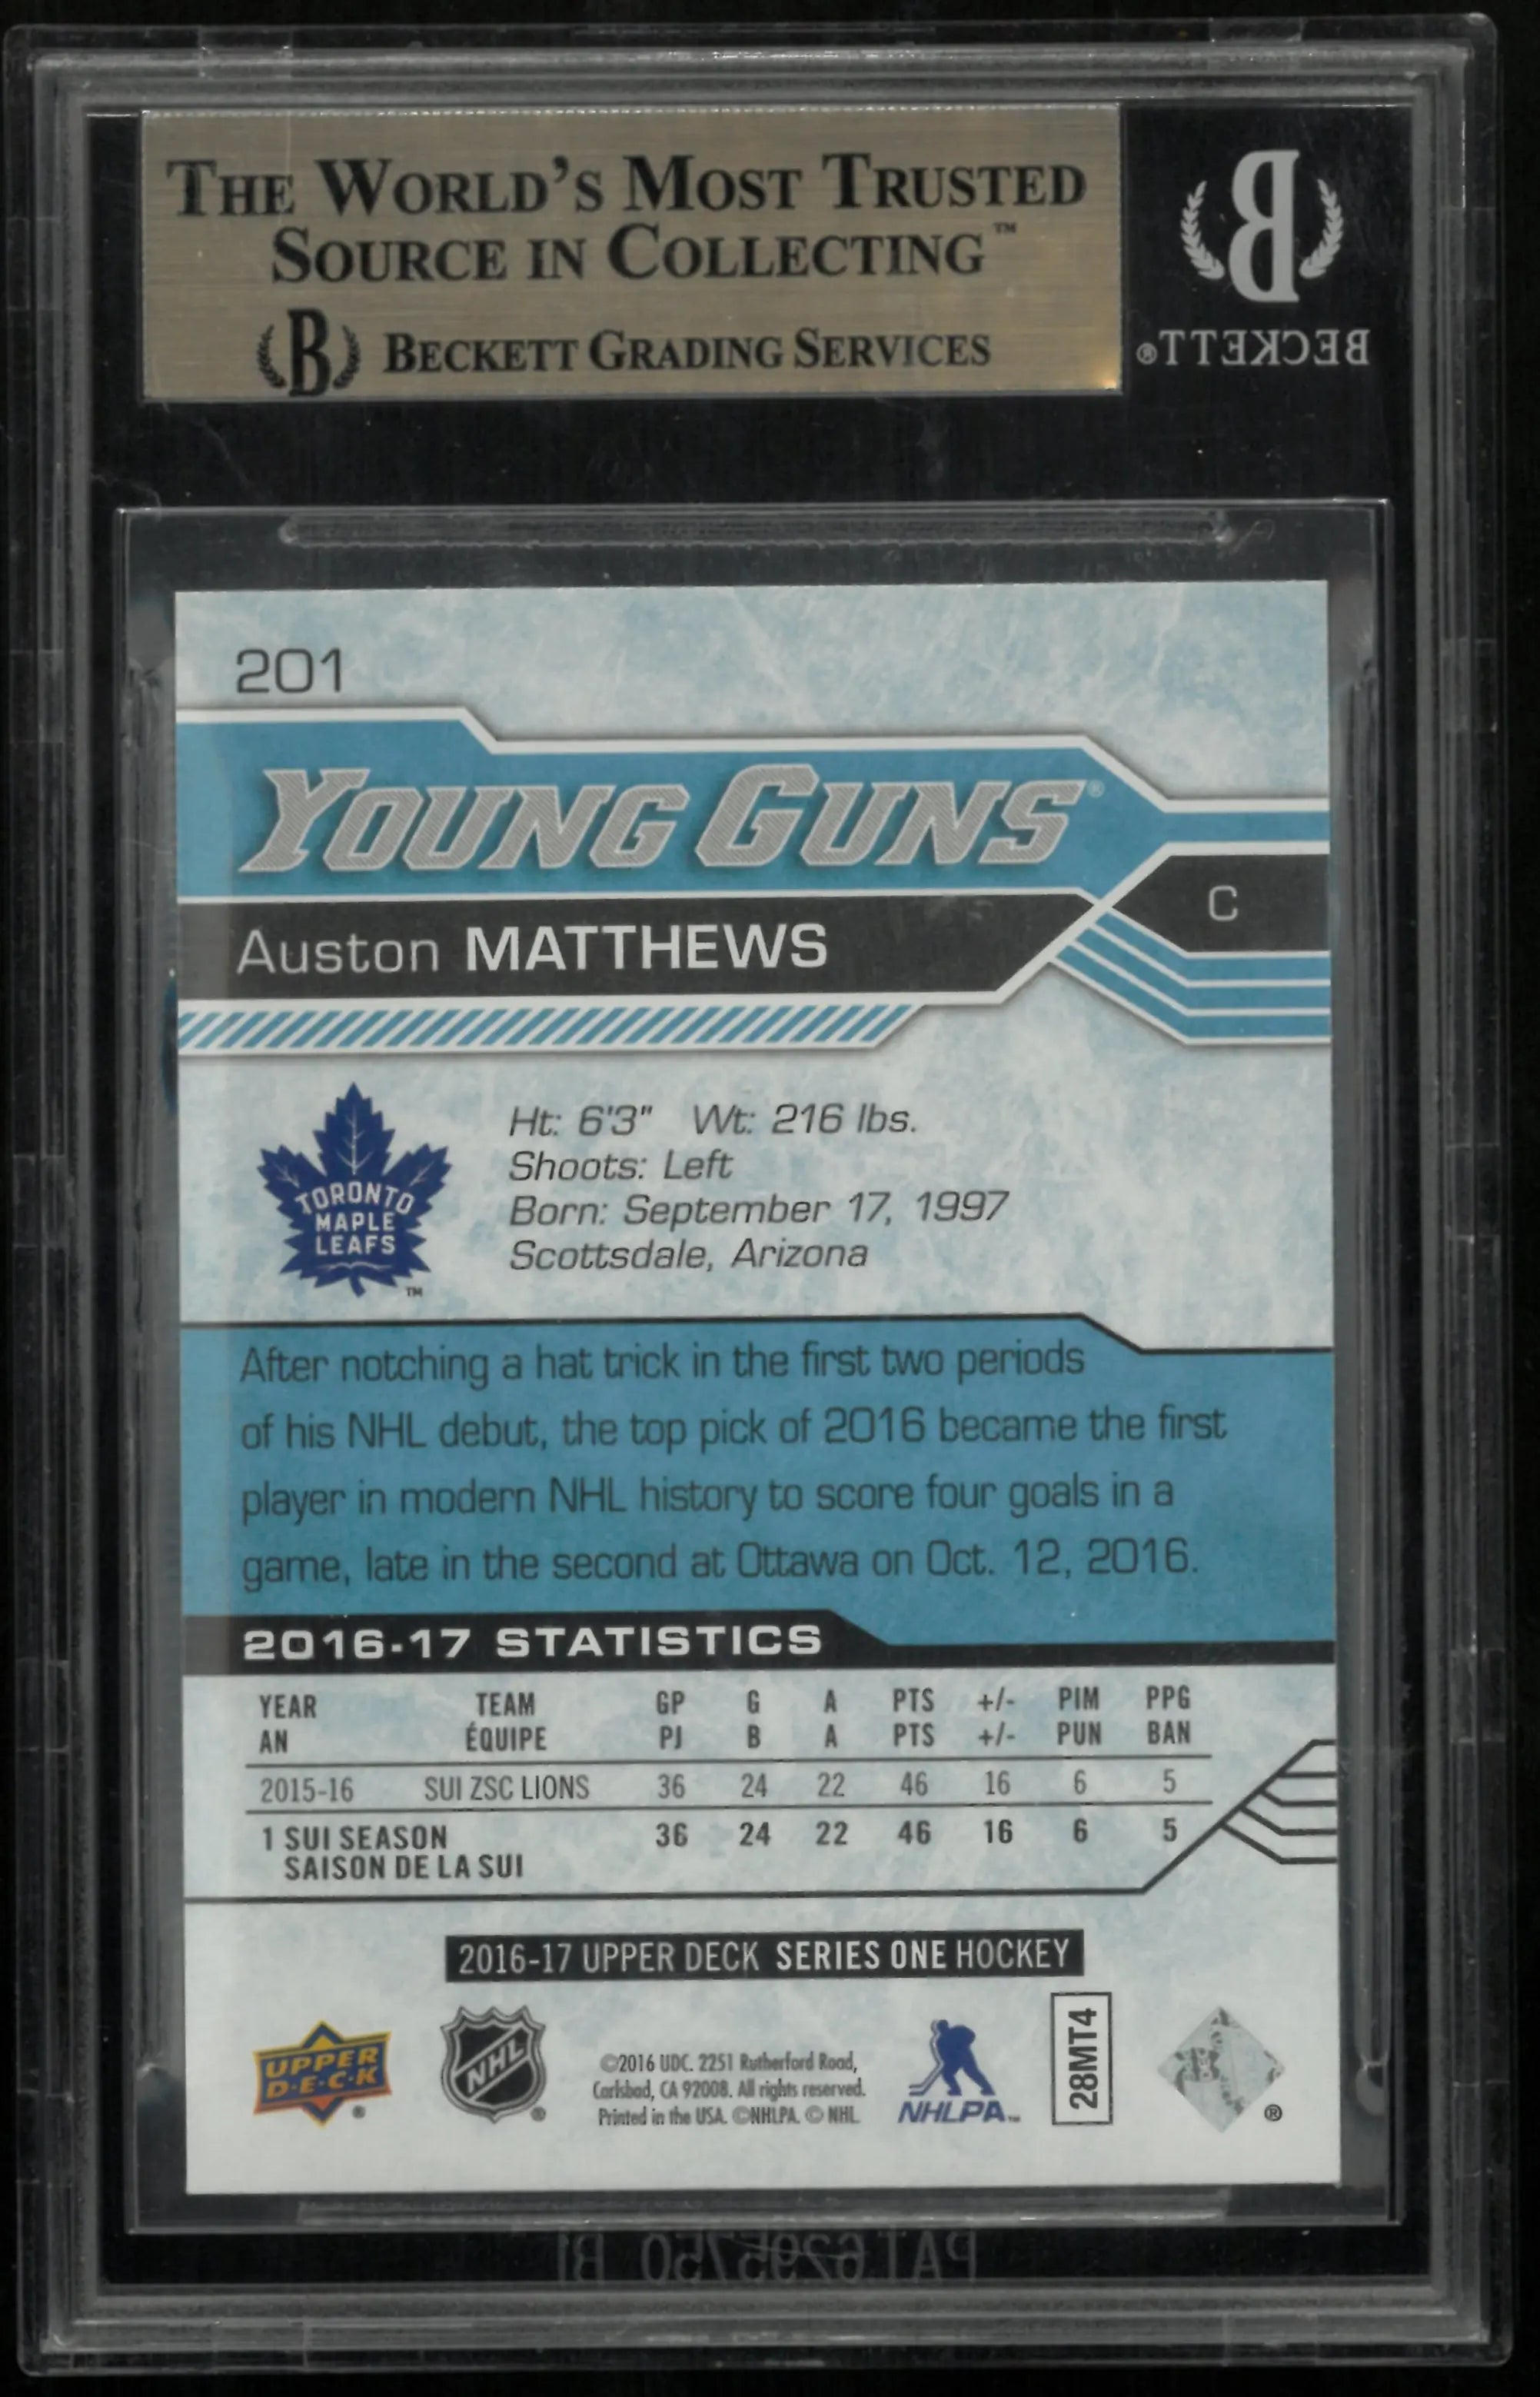 THE WORLD'S MOST TRUSTED
SOURCE IN COLLECTING™
B BECKETT GRADING SERVICES
B
BECKETT®
201
YOUNG GUNS®
C
Auston MATTHEWS
TORONTO
MAPLE
LEAFS
TM
Ht: 6'3" Wt: 216 lbs.
Shoots: Left
Born: September 17, 1997
Scottsdale, Arizona
After notching a hat trick in the first two periods
of his NHL debut, the top pick of 2016 became the first
player in modern NHL history to score four goals in a
game, late in the second at Ottawa on Oct. 12, 2016.
2016-17 STATISTICS
YEAR TEAM GP G A PTS +/- PIM PPG
AN ÉQUIPE PJ B A PTS +/- PUN BAN
2015-16 SUI ZSC LIONS 36 24 22 46 16 6 5
1 SUI SEASON 36 24 22 46 16 6 5
SAISON DE LA SUI
2016-17 UPPER DECK SERIES ONE HOCKEY
UPPER
D·E·C·K
®
NHL
®
©2016 UDC. 2251 Rutherford Road,
Carlsbad, CA 92008. All rights reserved.
Printed in the USA. ©NHLPA. © NHL.
NHLPA™
28MT4
®
PAT.6295750 B1